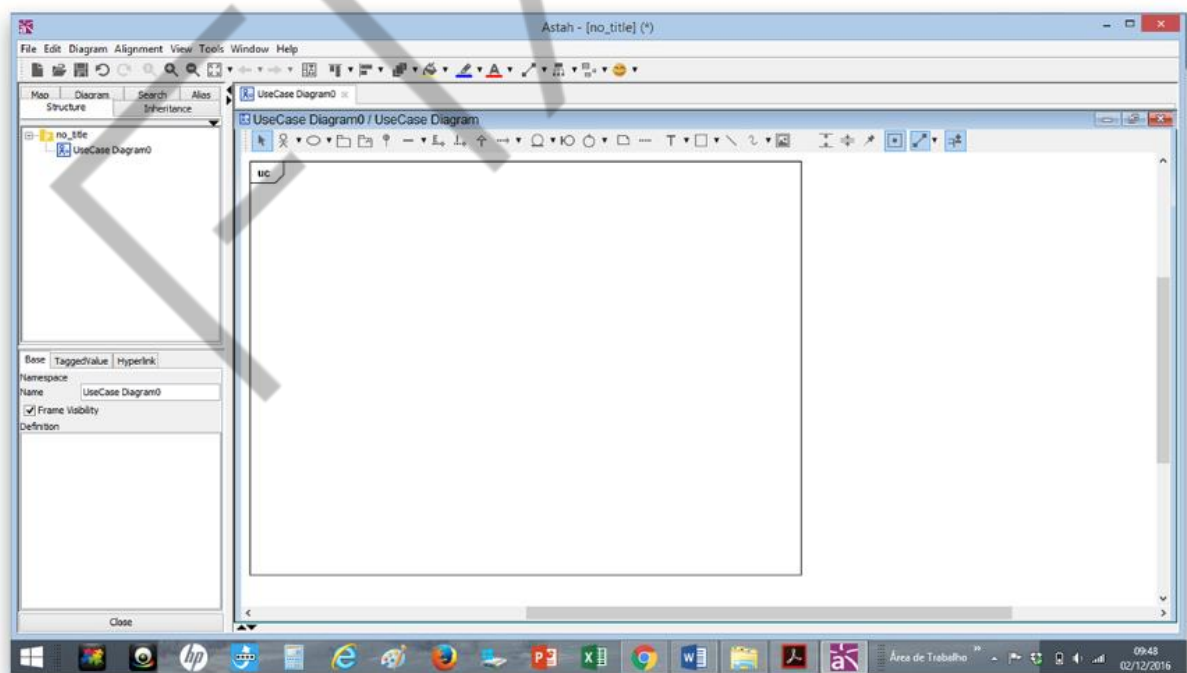 Astah - [no_title] (*)
File Edit Diagram Alignment View Tools Window Help
Map Diagram Search Alias
Structure Inheritance
no_title
UseCase Diagram0
UseCase Diagram0
UseCase Diagram0 / UseCase Diagram
uc
Base TaggedValue Hyperlink
Namespace
Name UseCase Diagram0
Frame Visibility
Definition
Close
Área de Trabalho
09:48
02/12/2016